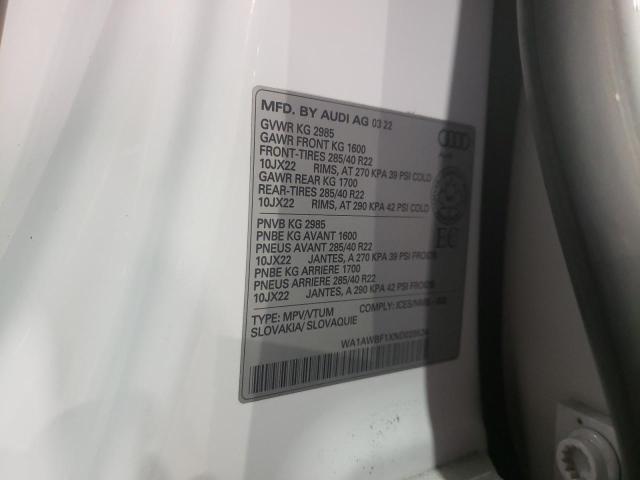 MFD. BY AUDI AG 03 22
GVWR KG 2985
GAWR FRONT KG 1600
FRONT-TIRES 285/40 R22
10JX22 RIMS, AT 270 KPA 39 PSI COLD
GAWR REAR KG 1700
REAR-TIRES 285/40 R22
10JX22 RIMS, AT 290 KPA 42 PSI COLD
PNVB KG 2985
PNBE KG AVANT 1600
PNEUS AVANT 285/40 R22
10JX22 JANTES, A 270 KPA 39 PSI FROIDS
PNBE KG ARRIERE 1700
PNEUS ARRIERE 285/40 R22
10JX22 JANTES, A 290 KPA 42 PSI FROIDS
TYPE: MPV/VTUM COMPLY:
SLOVAKIA/ SLOVAQUIE
EC